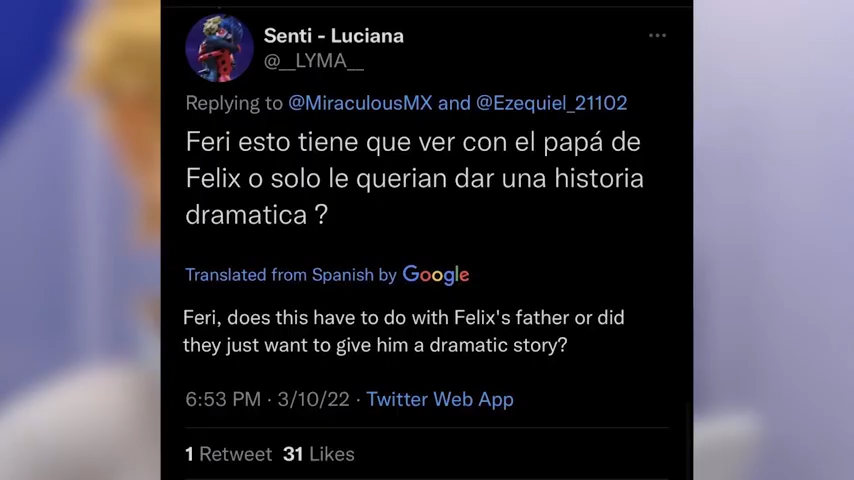 Senti - Luciana
@__LYMA__
Replying to @MiraculousMX and @Ezequiel_21102
Feri esto tiene que ver con el papá de
Felix o solo le querian dar una historia
dramatica ?
Translated from Spanish by Google
Feri, does this have to do with Felix's father or did
they just want to give him a dramatic story?
6:53 PM · 3/10/22 · Twitter Web App
1 Retweet 31 Likes